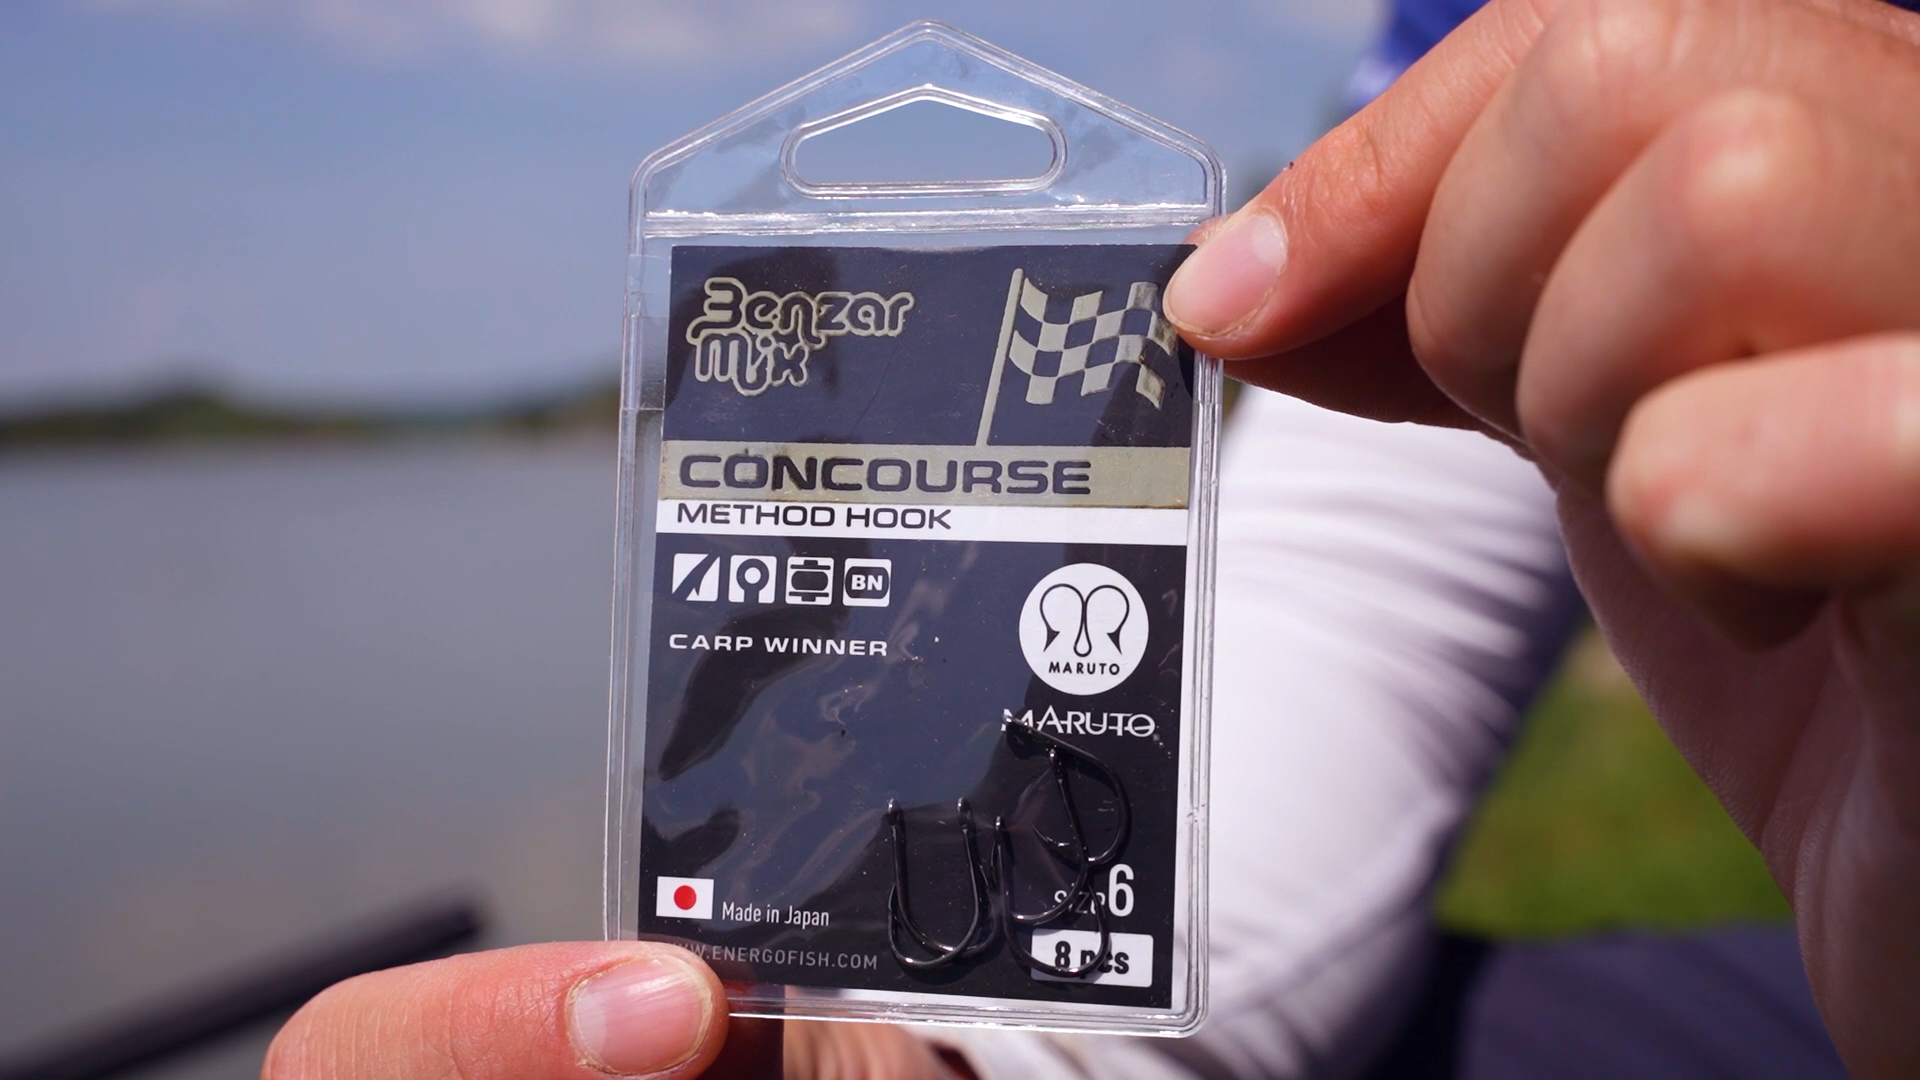 Benzar
Mix
CONCOURSE
METHOD HOOK
BN
CARP WINNER
MARUTO
MARUTO
Size 6
Made in Japan
8 pcs
WWW.ENERGOFISH.COM